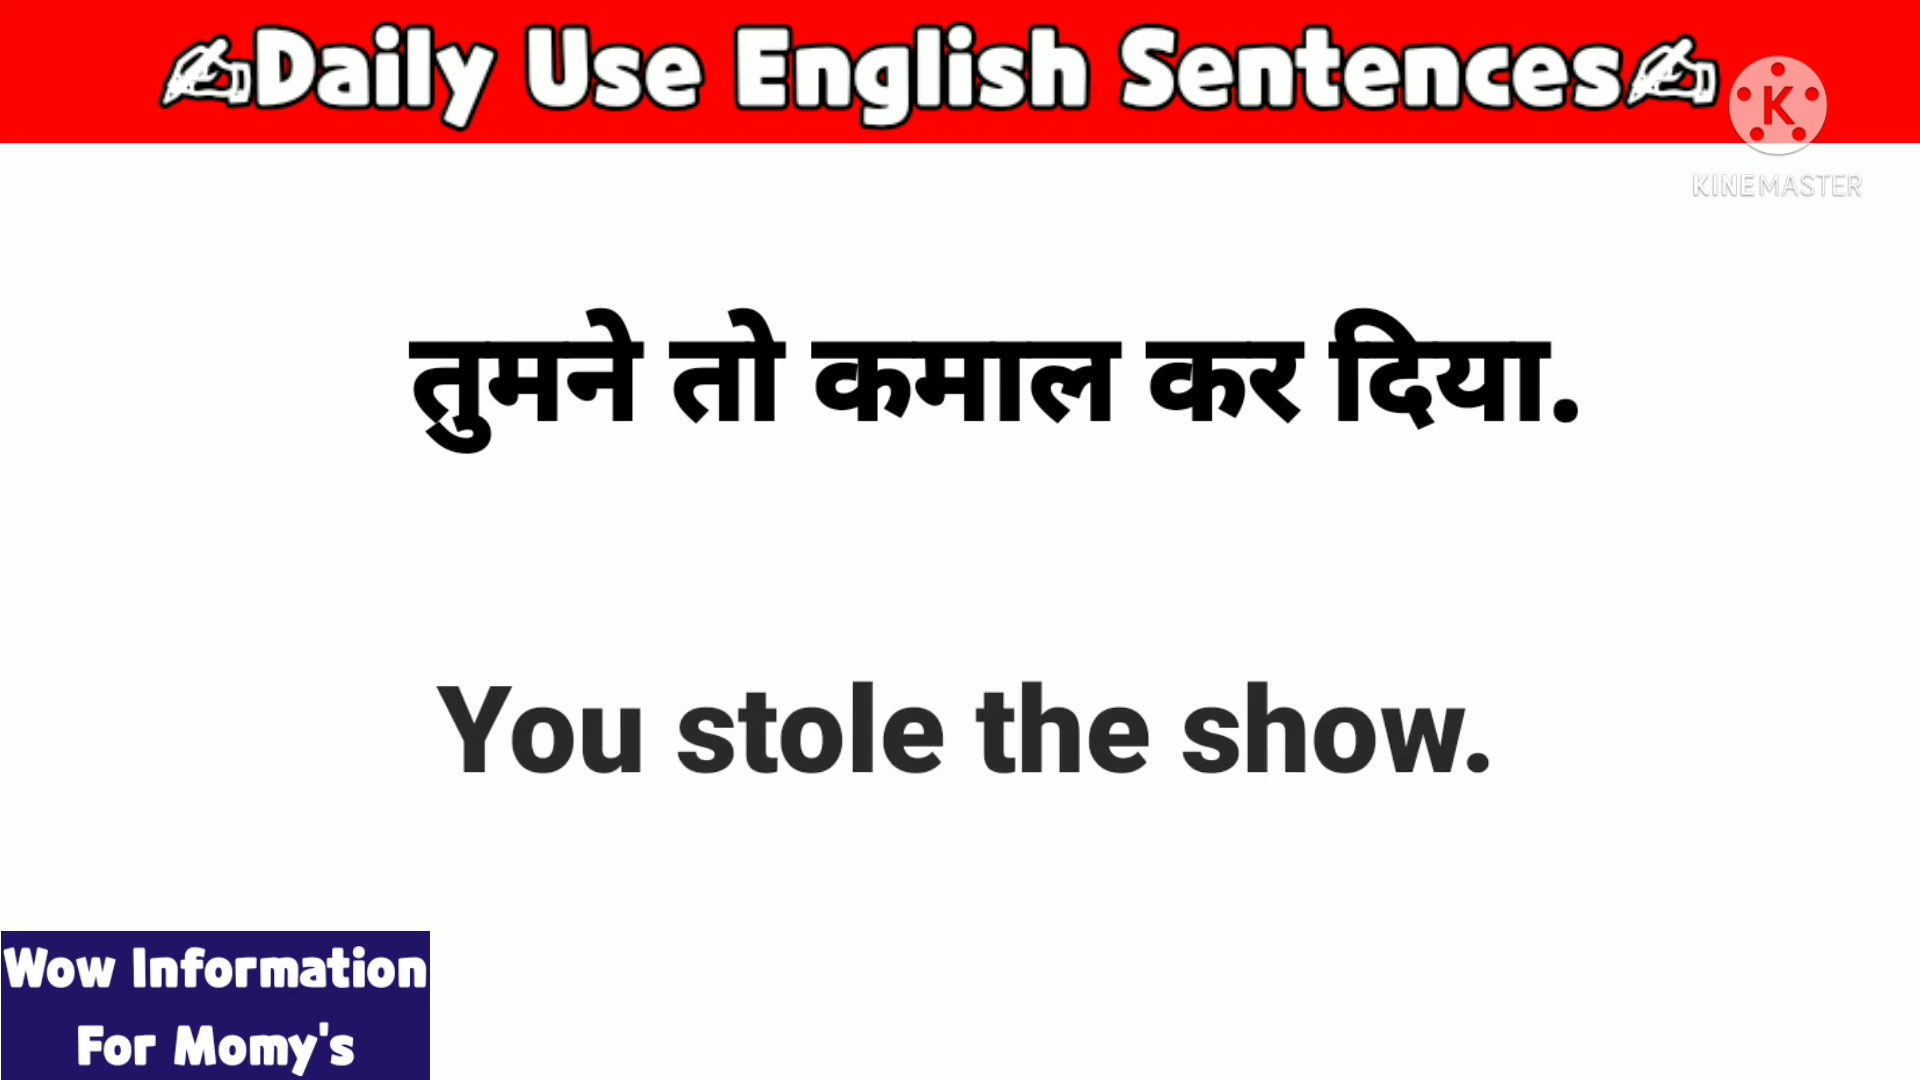 ✍Daily Use English Sentences✍
K
KINEMASTER
तुमने तो कमाल कर दिया.
You stole the show.
Wow Information
For Momy's